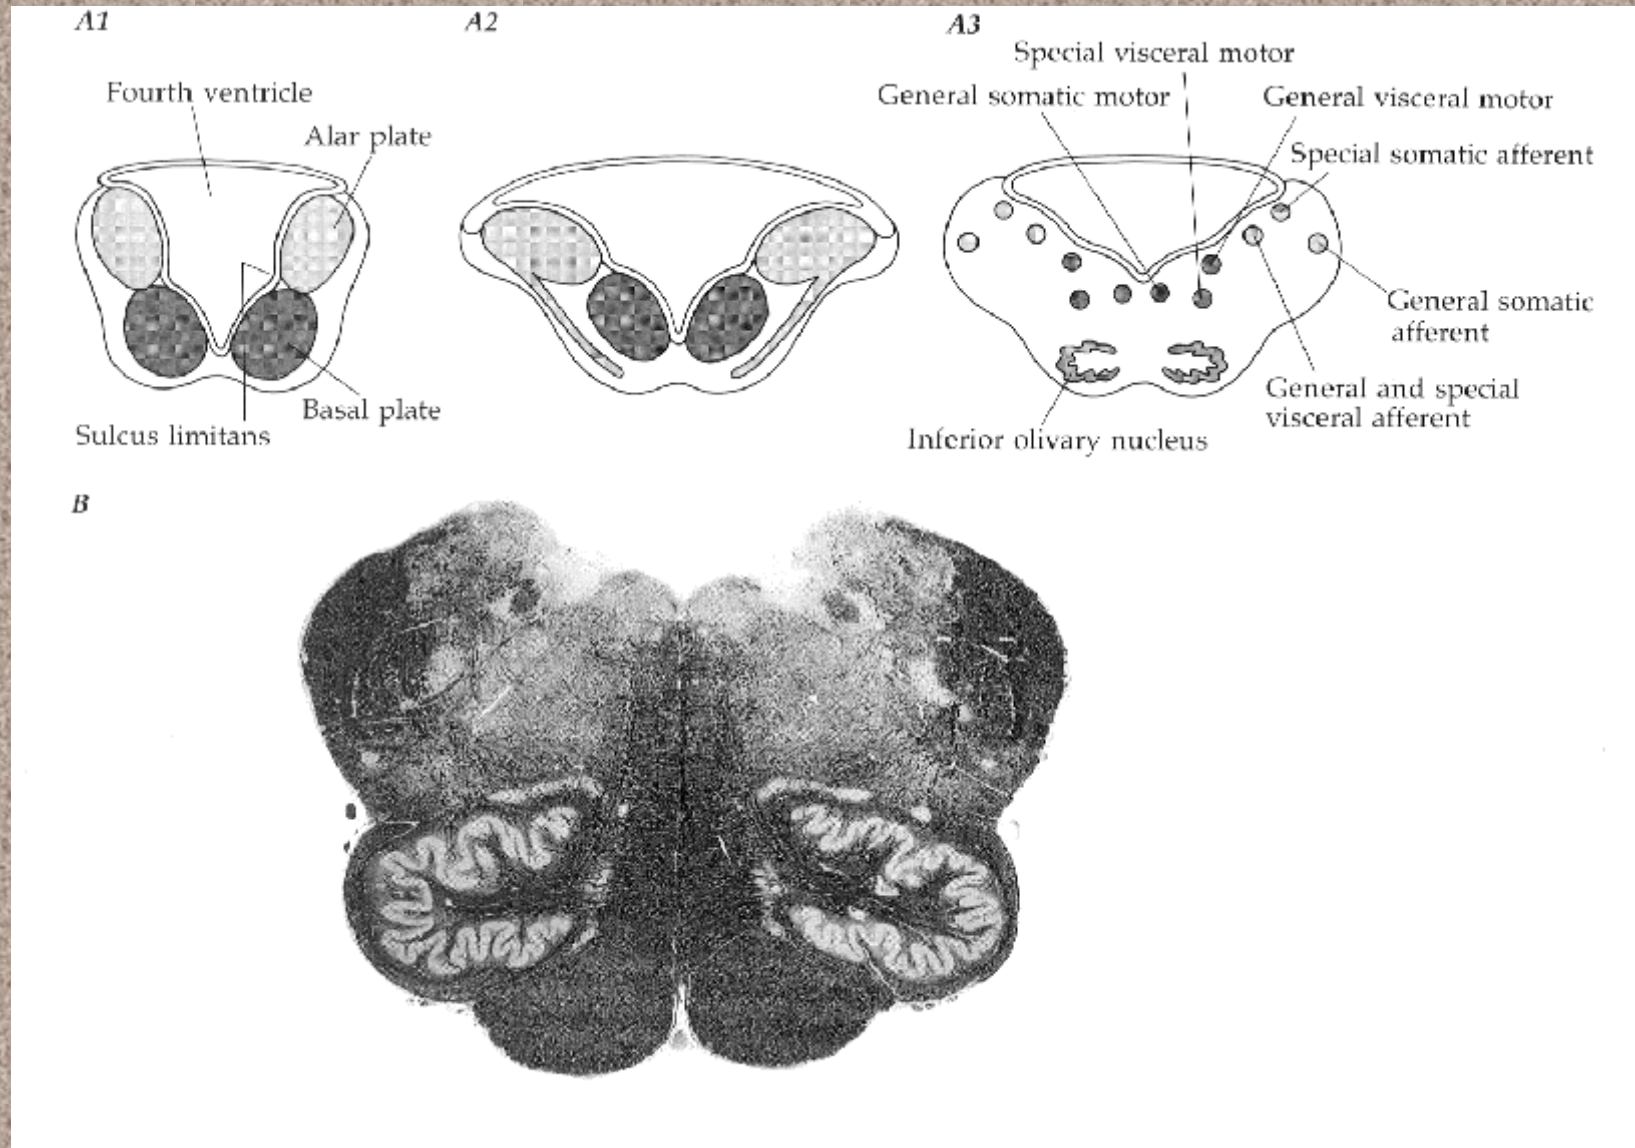 A1
A2
A3
Special visceral motor
Fourth ventricle
General somatic motor
General visceral motor
Alar plate
Special somatic afferent
General somatic
afferent
Basal plate
General and special
visceral afferent
Sulcus limitans
Inferior olivary nucleus
B